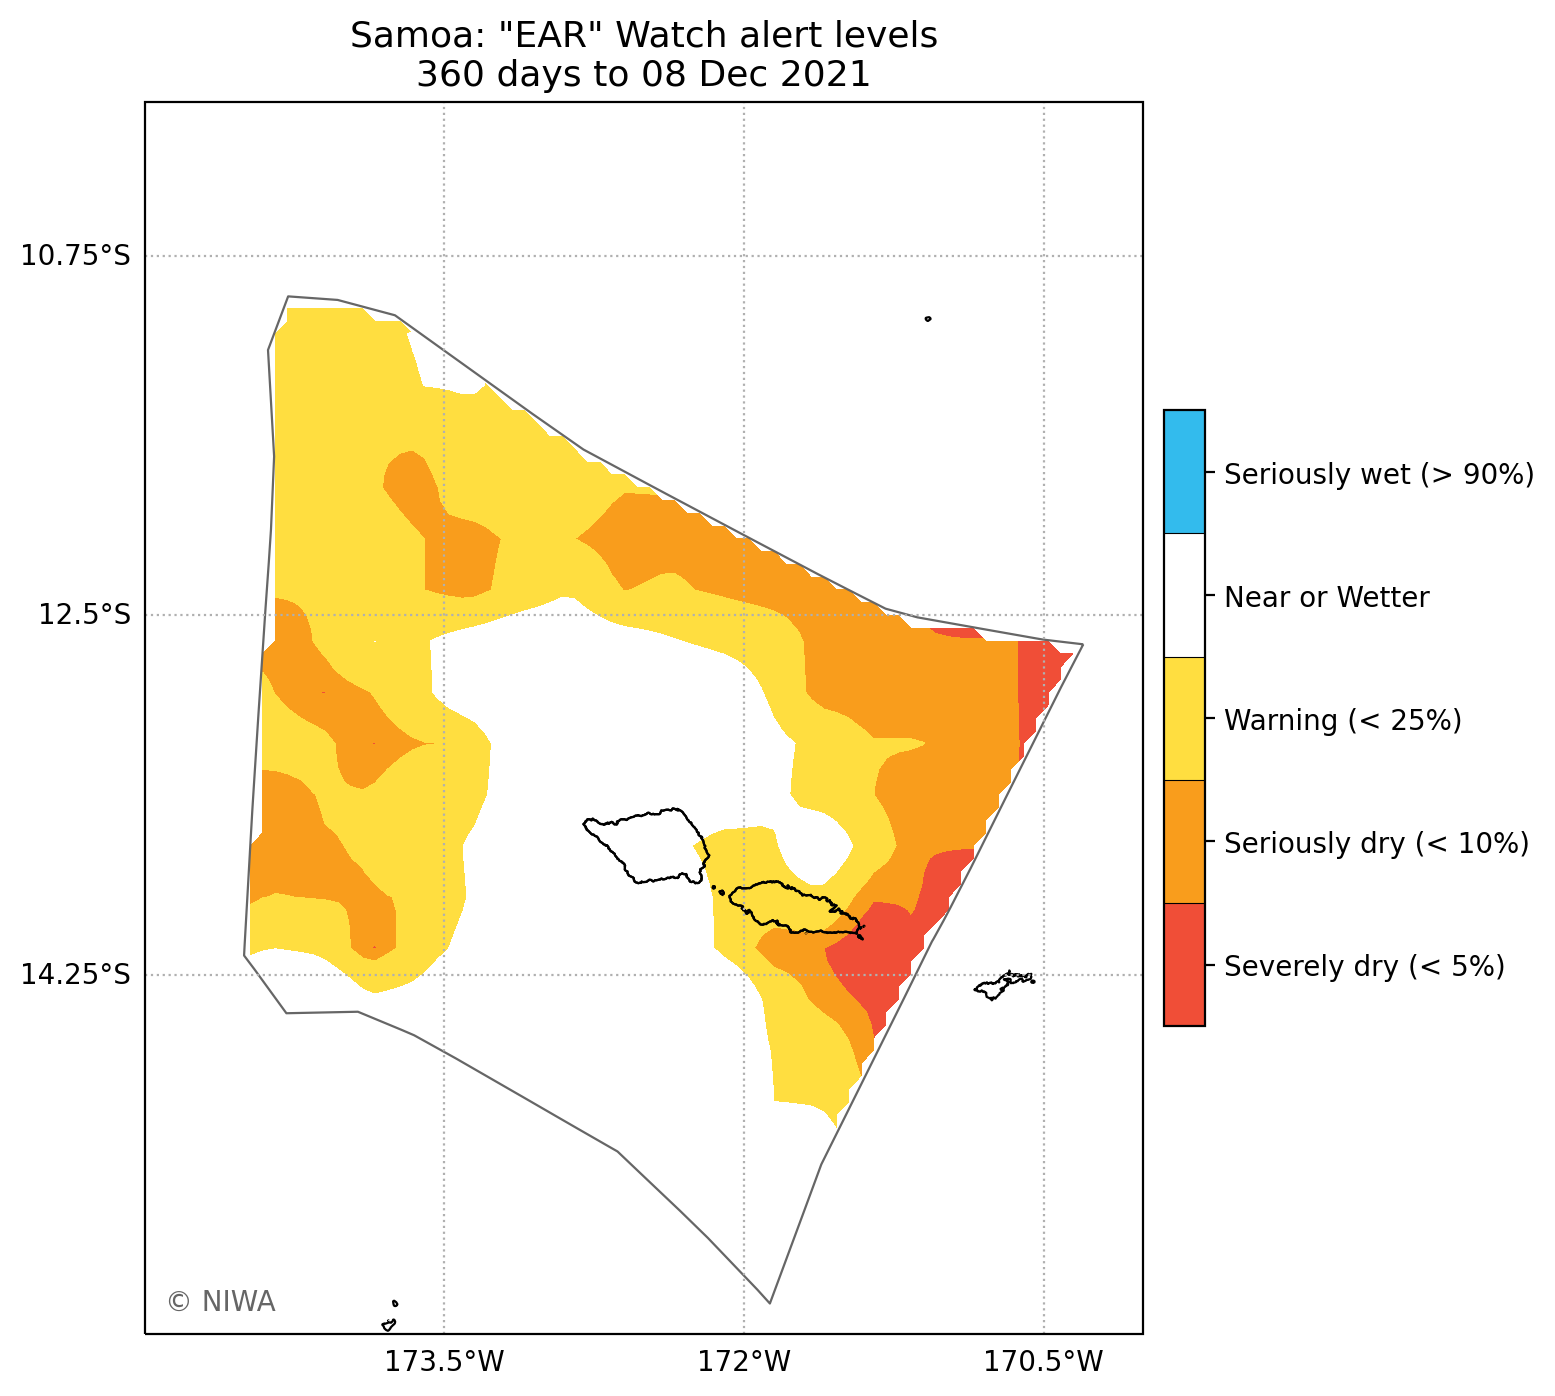 Samoa: "EAR" Watch alert levels
360 days to 08 Dec 2021
10.75°S
12.5°S
14.25°S
173.5°W
172°W
170.5°W
Seriously wet (> 90%)
Near or Wetter
Warning (< 25%)
Seriously dry (< 10%)
Severely dry (< 5%)
© NIWA